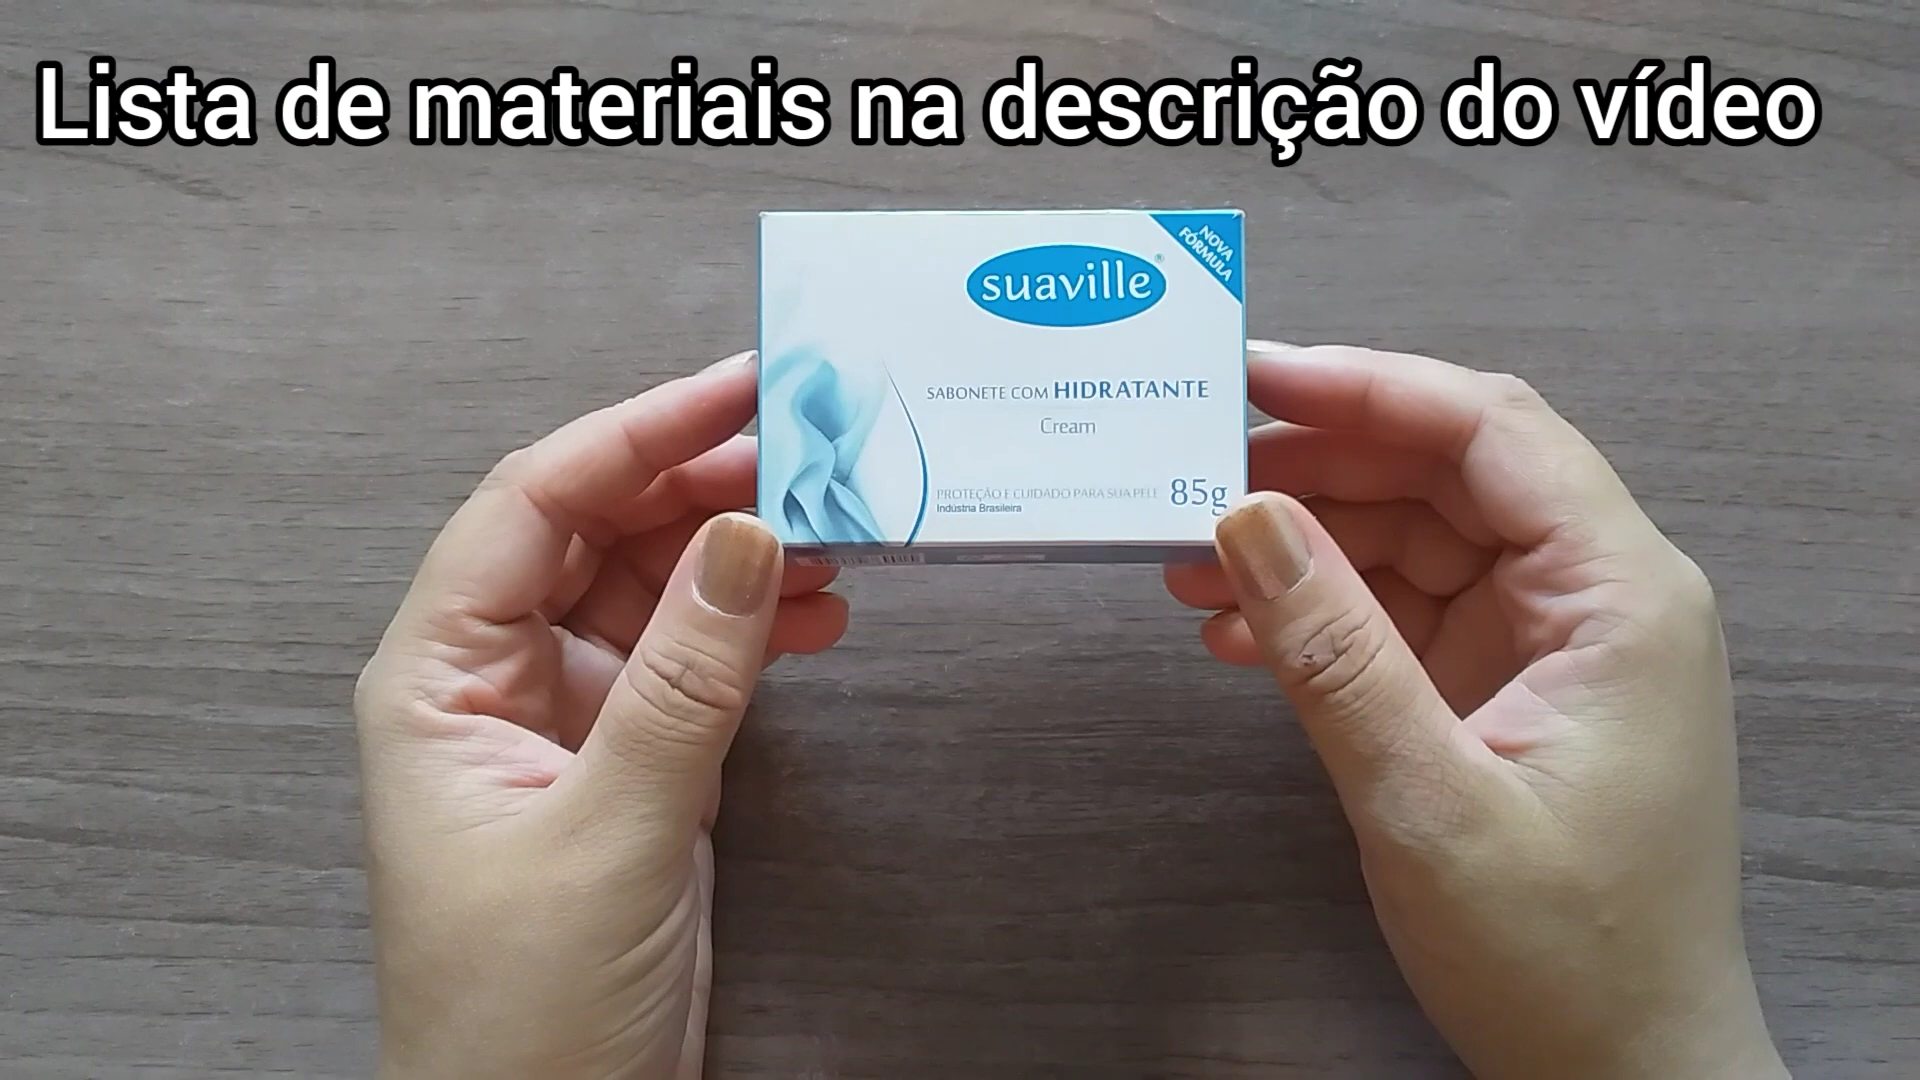 Lista de materiais na descrição do vídeo
NOVA
FÓRMULA
suaville®
SABONETE COM HIDRATANTE
Cream
PROTEÇÃO E CUIDADO PARA SUA PELE 85g
Indústria Brasileira